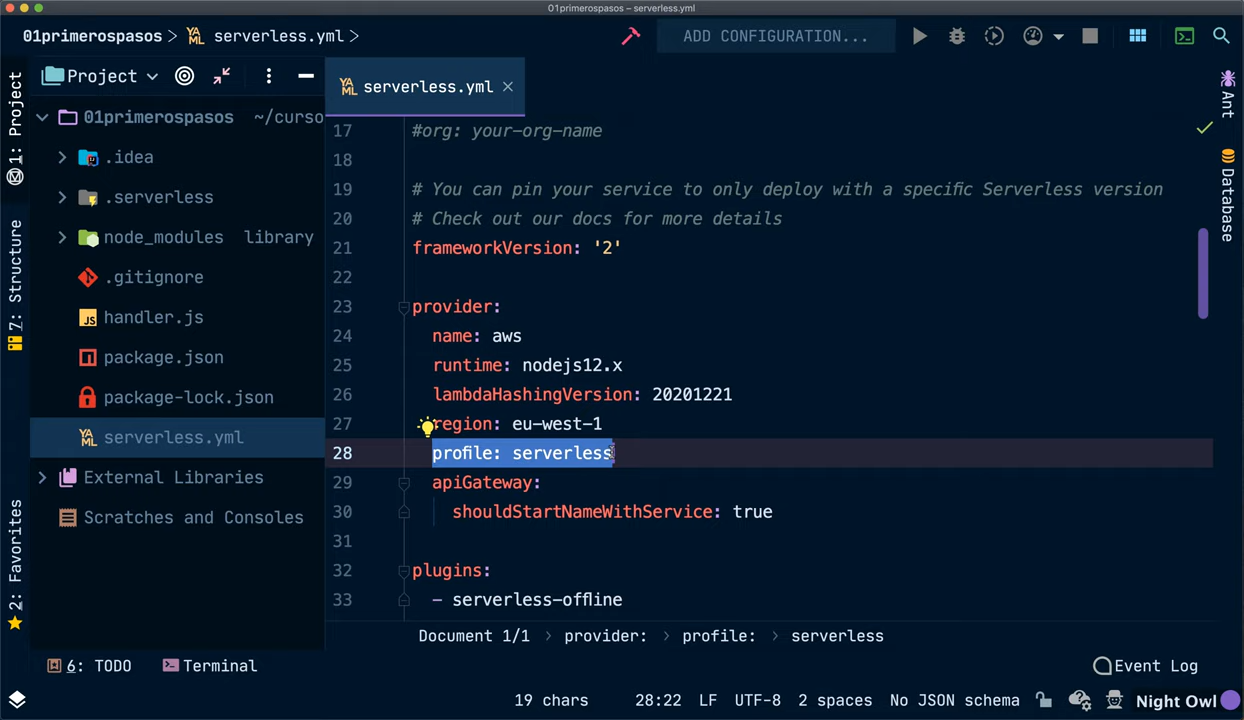 01primerospasos – serverless.yml
01primerospasos > serverless.yml >
ADD CONFIGURATION...
1: Project
7: Structure
2: Favorites
Project
01primerospasos ~/curso
.idea
.serverless
node_modules library
.gitignore
handler.js
package.json
package-lock.json
serverless.yml
External Libraries
Scratches and Consoles
serverless.yml
17 #org: your-org-name
18
19 # You can pin your service to only deploy with a specific Serverless version
20 # Check out our docs for more details
21 frameworkVersion: '2'
22
23 provider:
24 name: aws
25 runtime: nodejs12.x
26 lambdaHashingVersion: 20201221
27 region: eu-west-1
28 profile: serverless
29 apiGateway:
30 shouldStartNameWithService: true
31
32 plugins:
33 - serverless-offline
Document 1/1 > provider: > profile: > serverless
Ant
Database
6: TODO Terminal
Event Log
19 chars 28:22 LF UTF-8 2 spaces No JSON schema Night Owl